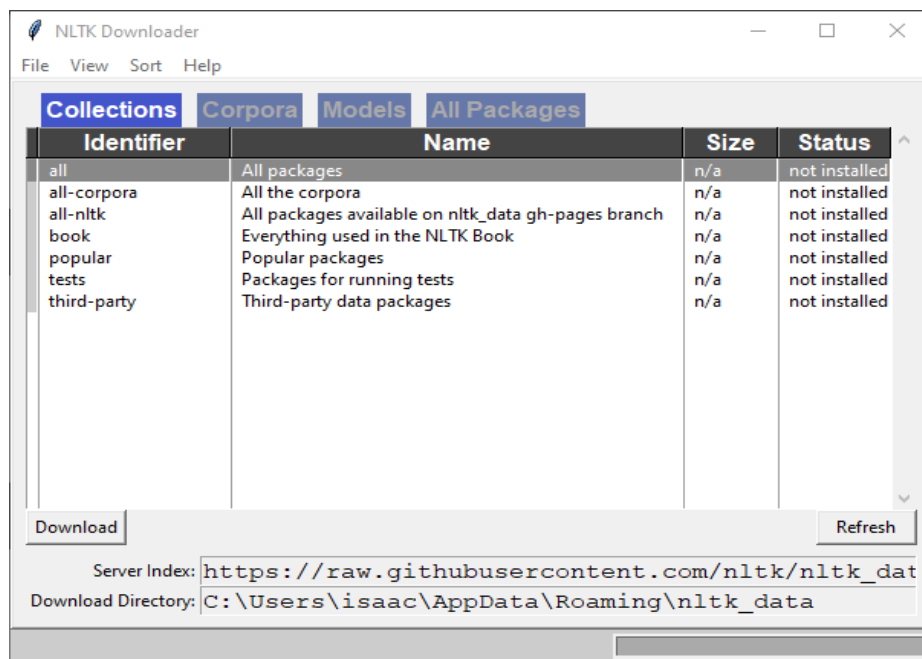 NLTK Downloader
File View Sort Help
Collections Corpora Models All Packages
Identifier Name Size Status
all All packages n/a not installed
all-corpora All the corpora n/a not installed
all-nltk All packages available on nltk_data gh-pages branch n/a not installed
book Everything used in the NLTK Book n/a not installed
popular Popular packages n/a not installed
tests Packages for running tests n/a not installed
third-party Third-party data packages n/a not installed
Download Refresh
Server Index: https://raw.githubusercontent.com/nltk/nltk_dat
Download Directory: C:\Users\isaac\AppData\Roaming\nltk_data